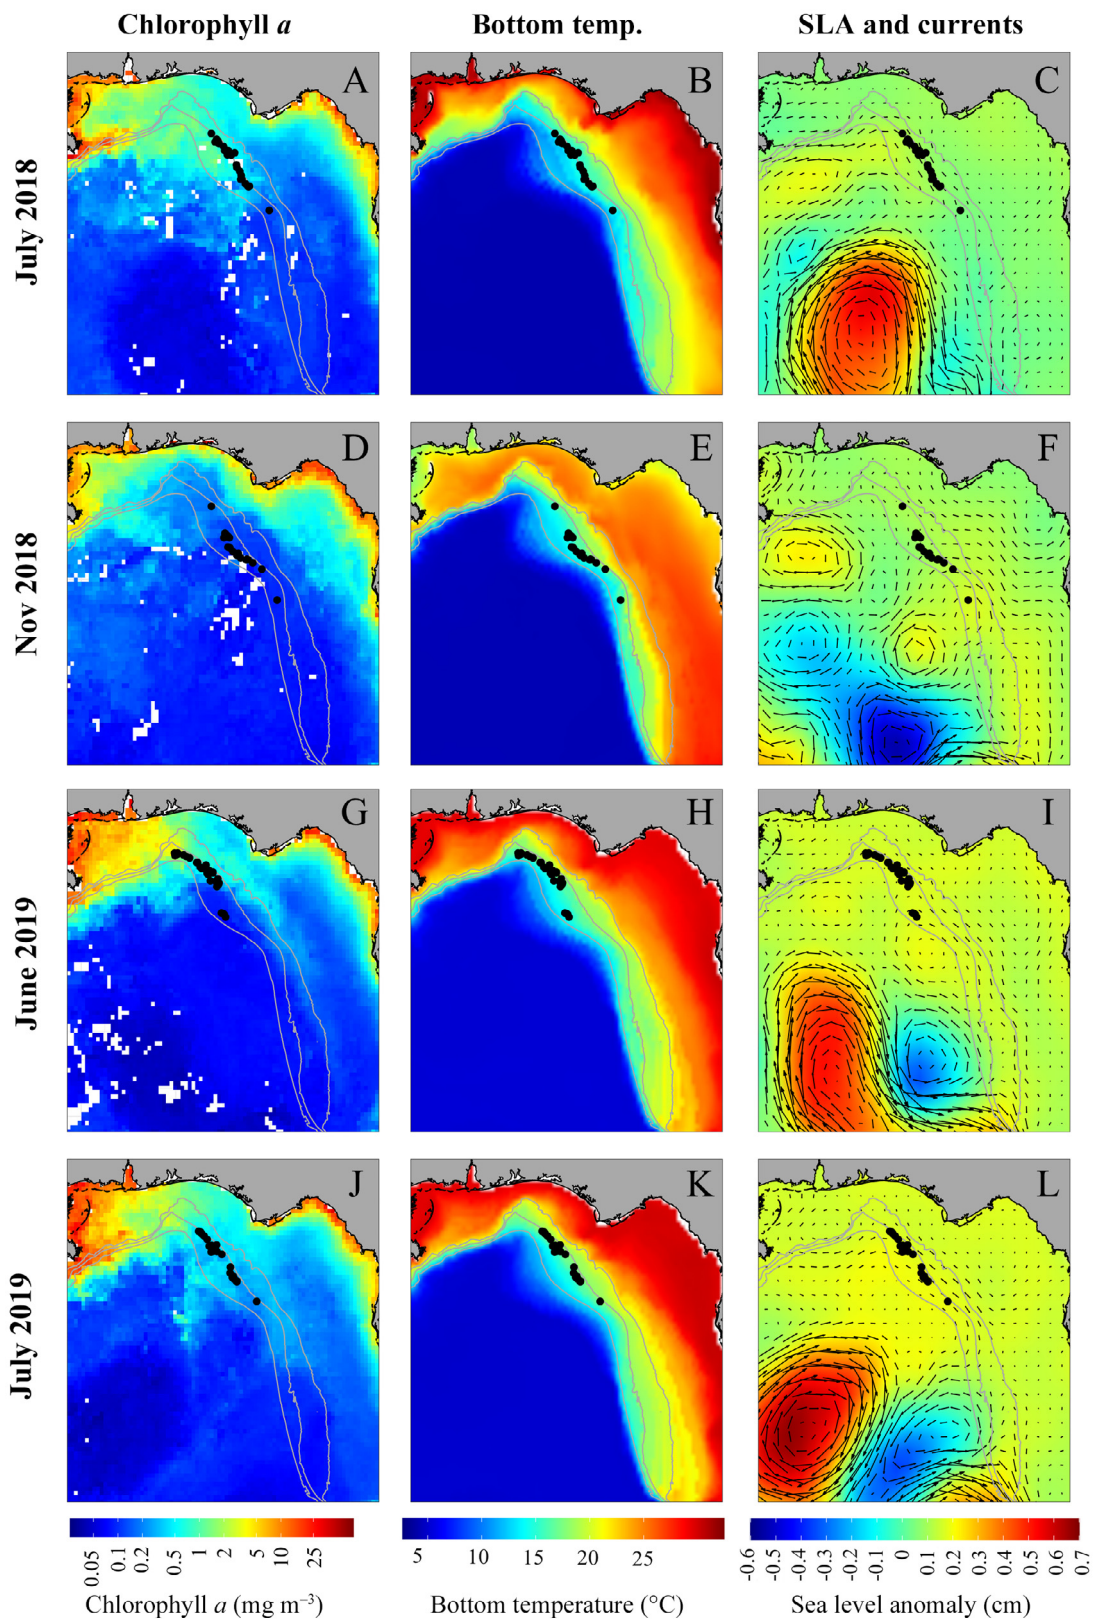 Chlorophyll a
Bottom temp.
SLA and currents
July 2018
A
B
C
Nov 2018
D
E
F
June 2019
G
H
I
July 2019
J
K
L
0.05 0.1 0.2 0.5 1 2 5 10 25
5 10 15 20 25
-0.6 -0.5 -0.4 -0.3 -0.2 -0.1 0 0.1 0.2 0.3 0.4 0.5 0.6 0.7
Chlorophyll a (mg m⁻³)
Bottom temperature (°C)
Sea level anomaly (cm)